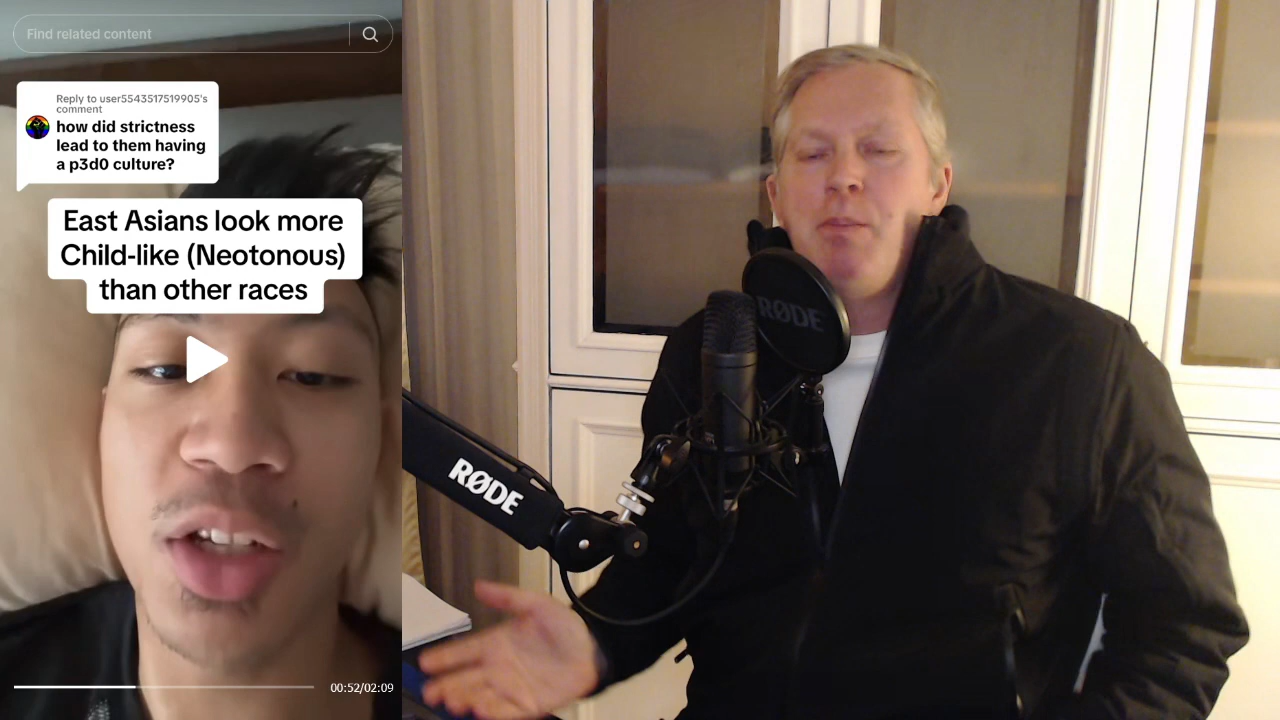 Find related content
Reply to user5543517519905's
comment
how did strictness
lead to them having
a p3d0 culture?
East Asians look more
Child-like (Neotonous)
than other races
RØDE
RØDE
00:52/02:09